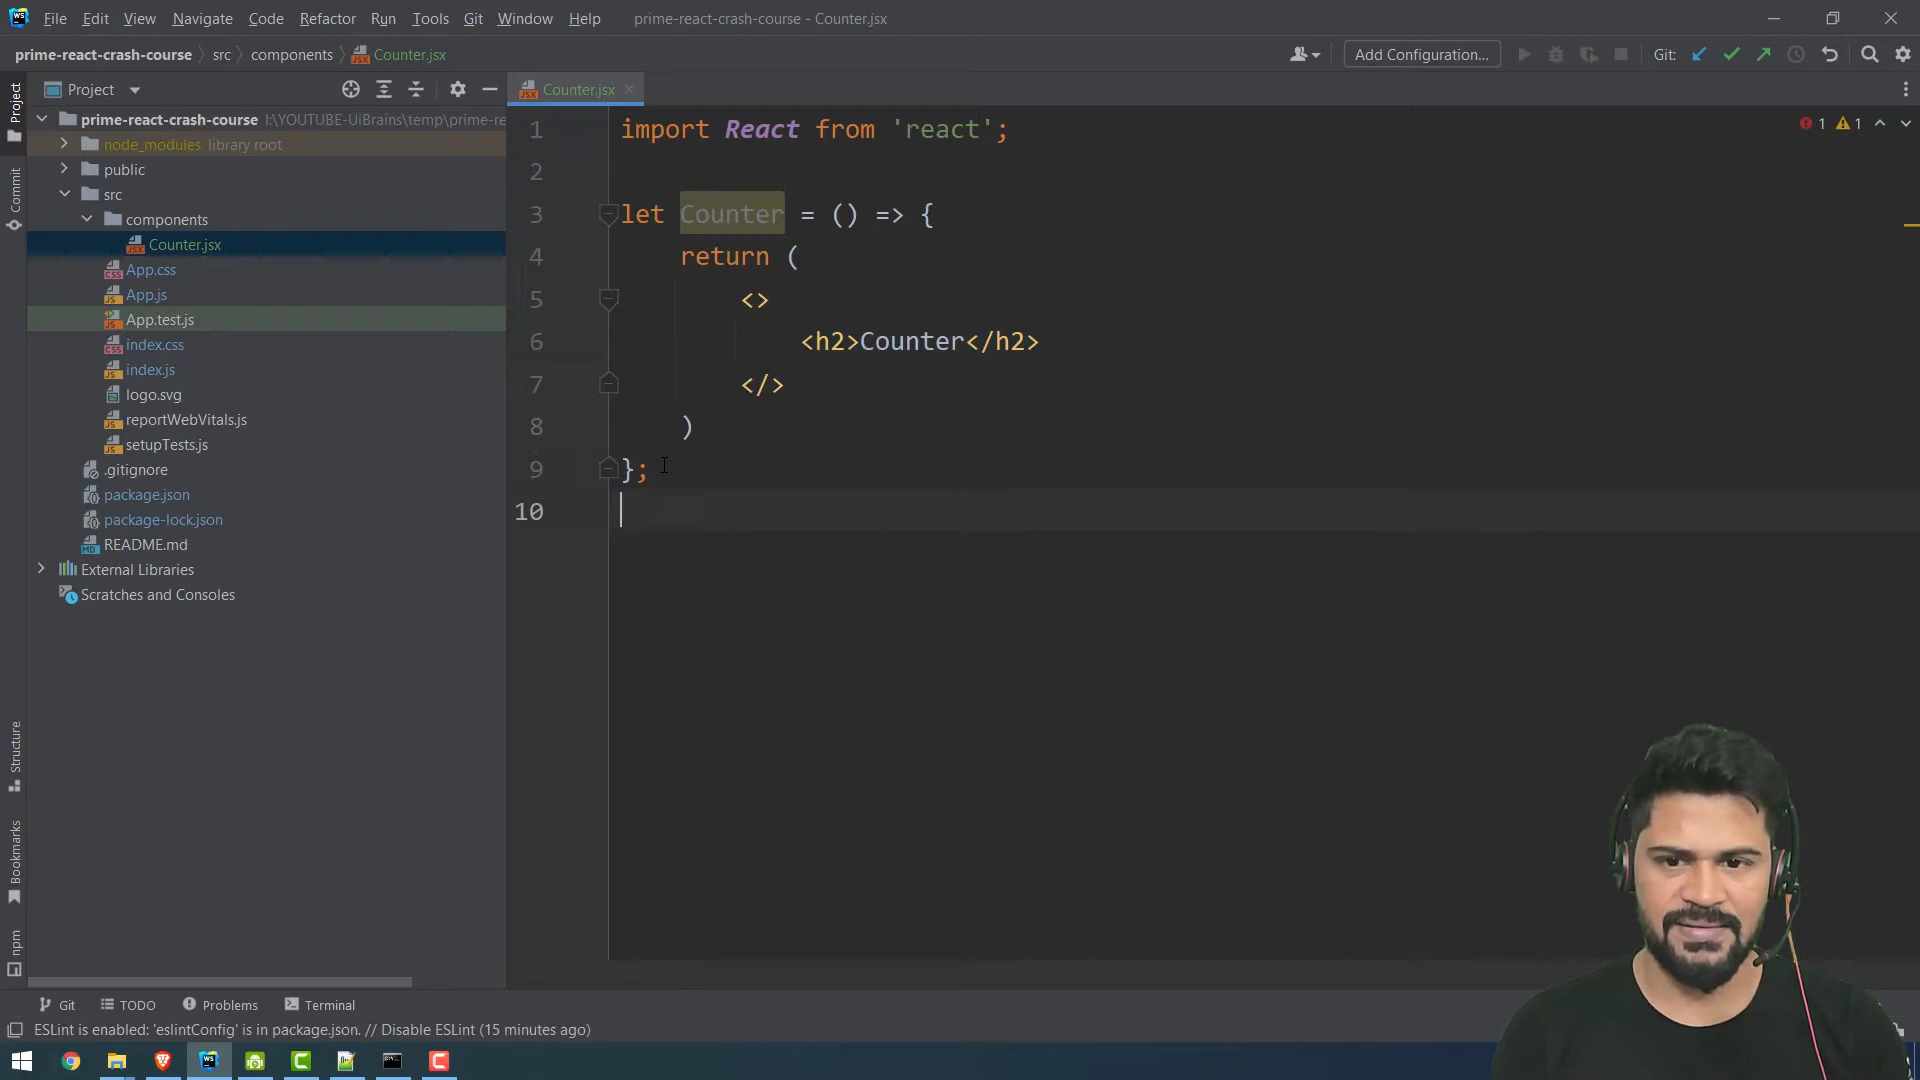 File Edit View Navigate Code Refactor Run Tools Git Window Help prime-react-crash-course - Counter.jsx
prime-react-crash-course src components Counter.jsx Add Configuration... Git:
Project
Counter.jsx
prime-react-crash-course I:\YOUTUBE-UiBrains\temp\prime-re
node_modules library root
public
src
components
Counter.jsx
App.css
App.js
App.test.js
index.css
index.js
logo.svg
reportWebVitals.js
setupTests.js
.gitignore
package.json
package-lock.json
README.md
External Libraries
Scratches and Consoles
Project
Commit
Structure
Bookmarks
npm
1 import React from 'react';
2
3 let Counter = () => {
4 return (
5 <>
6 <h2>Counter</h2>
7 </>
8 )
9 };
10
1 1
Git TODO Problems Terminal
ESLint is enabled: 'eslintConfig' is in package.json. // Disable ESLint (15 minutes ago)